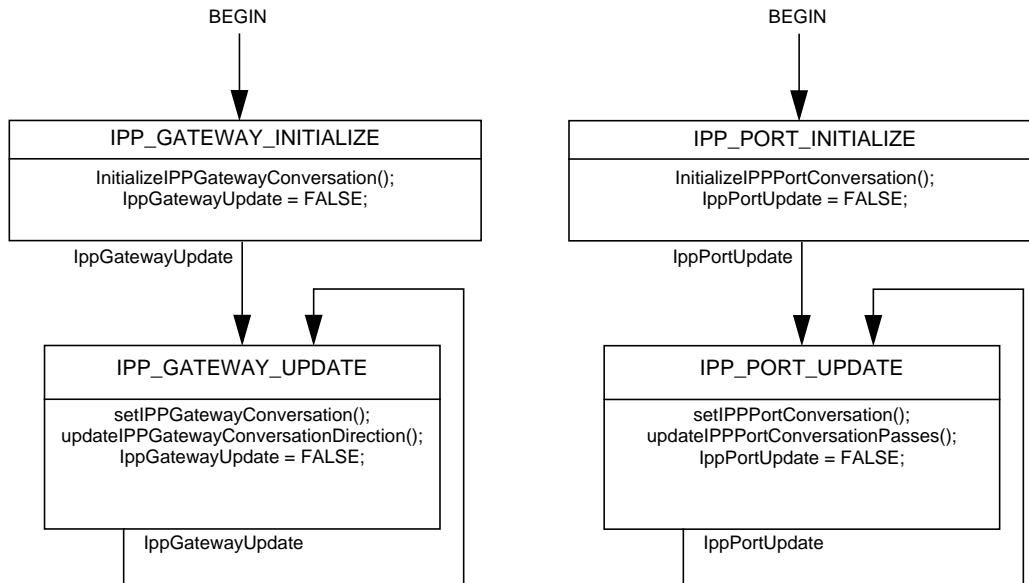 BEGIN
IPP_GATEWAY_INITIALIZE
InitializeIPPGatewayConversation();
IppGatewayUpdate = FALSE;
IppGatewayUpdate
IPP_GATEWAY_UPDATE
setIPPGatewayConversation();
updateIPPGatewayConversationDirection();
IppGatewayUpdate = FALSE;
IppGatewayUpdate
BEGIN
IPP_PORT_INITIALIZE
InitializeIPPPortConversation();
IppPortUpdate = FALSE;
IppPortUpdate
IPP_PORT_UPDATE
setIPPPortConversation();
updateIPPPortConversationPasses();
IppPortUpdate = FALSE;
IppPortUpdate